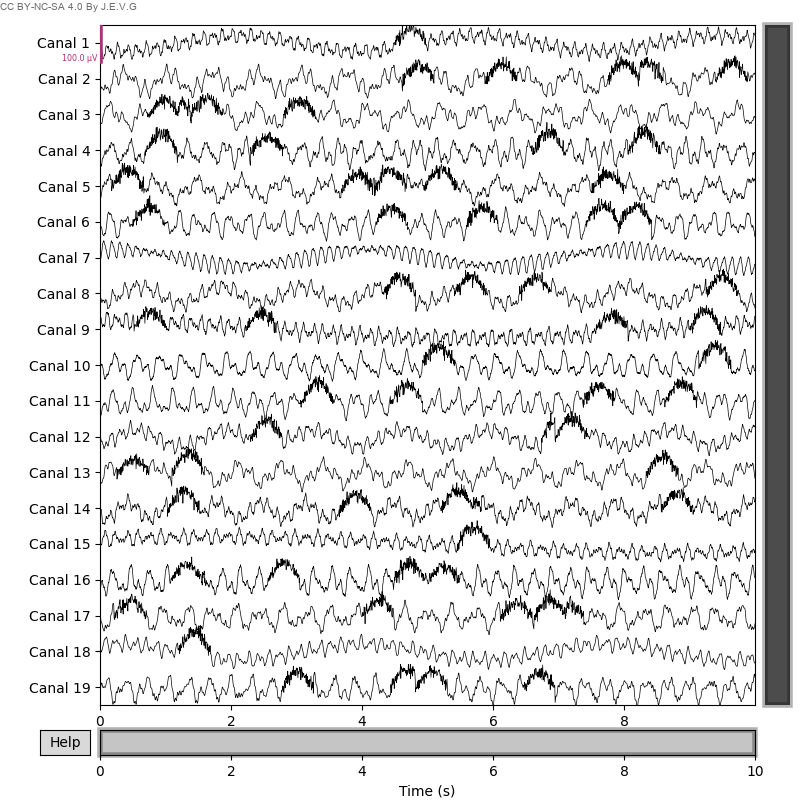 CC BY-NC-SA 4.0 By J.E.V.G
Canal 1
100.0 µV
Canal 2
Canal 3
Canal 4
Canal 5
Canal 6
Canal 7
Canal 8
Canal 9
Canal 10
Canal 11
Canal 12
Canal 13
Canal 14
Canal 15
Canal 16
Canal 17
Canal 18
Canal 19
0 2 4 6 8
Help
0 2 4 6 8 10
Time (s)